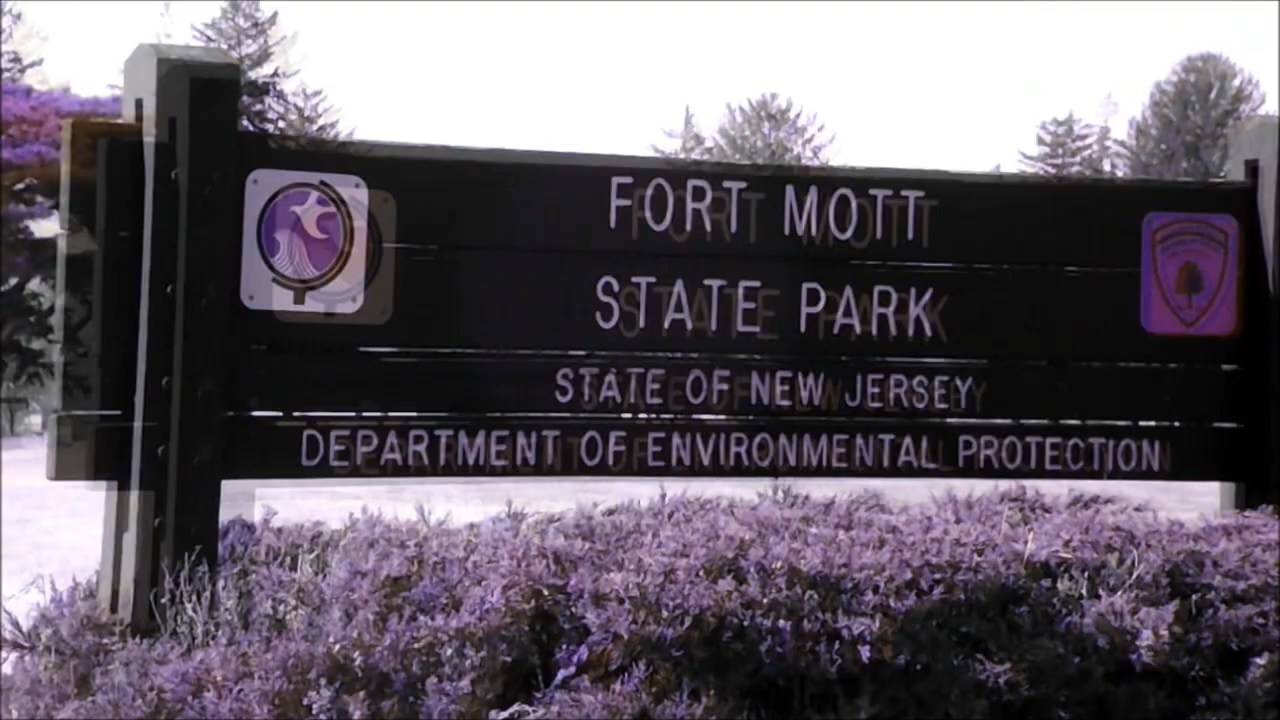 FORT MOTT
STATE PARK
STATE OF NEW JERSEY
DEPARTMENT OF ENVIRONMENTAL PROTECTION